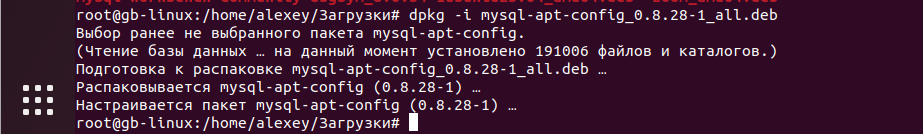 root@gb-linux:/home/alexey/Загрузки# dpkg -i mysql-apt-config_0.8.28-1_all.deb
Выбор ранее не выбранного пакета mysql-apt-config.
(Чтение базы данных … на данный момент установлено 191006 файлов и каталогов.)
Подготовка к распаковке mysql-apt-config_0.8.28-1_all.deb …
Распаковывается mysql-apt-config (0.8.28-1) …
Настраивается пакет mysql-apt-config (0.8.28-1) …
root@gb-linux:/home/alexey/Загрузки#